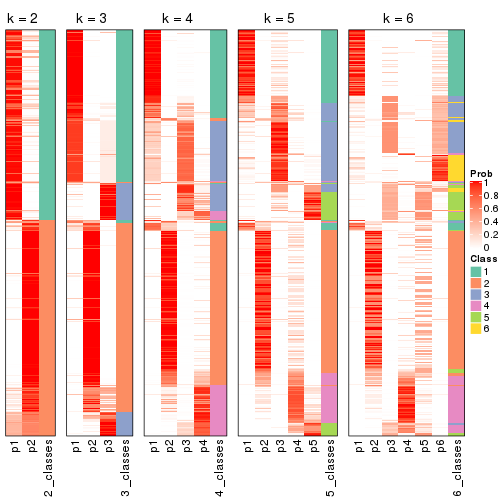 k = 2
k = 3
k = 4
k = 5
k = 6
p1
p2
2_classes
p1
p2
p3
3_classes
p1
p2
p3
p4
4_classes
p1
p2
p3
p4
p5
5_classes
p1
p2
p3
p4
p5
p6
6_classes
Prob
1
0.8
0.6
0.4
0.2
0
Class
1
2
3
4
5
6